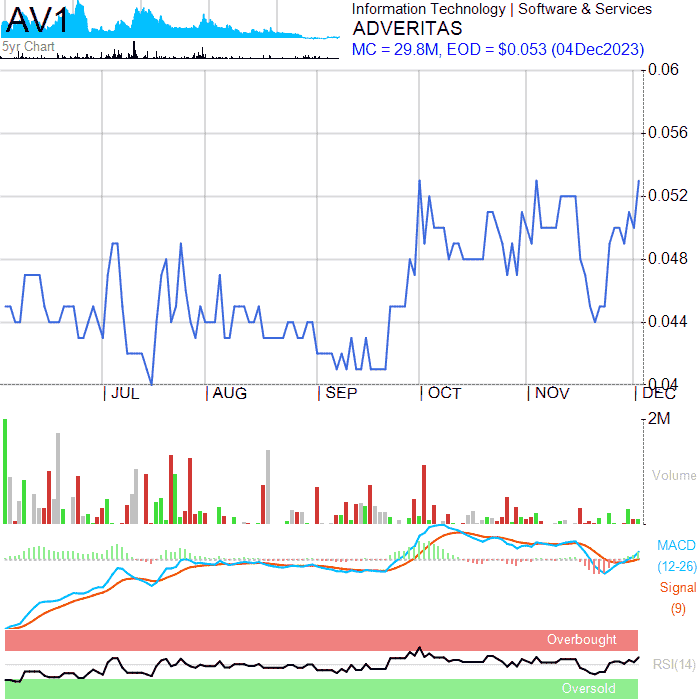 AV1
5yr Chart
Information Technology | Software & Services
ADVERITAS
MC = 29.8M, EOD = $0.053 (04Dec2023)
0.06
0.056
0.052
0.048
0.044
0.04
JUL AUG SEP OCT NOV DEC
2M
Volume
MACD
(12-26)
Signal
(9)
Overbought
RSI(14)
Oversold